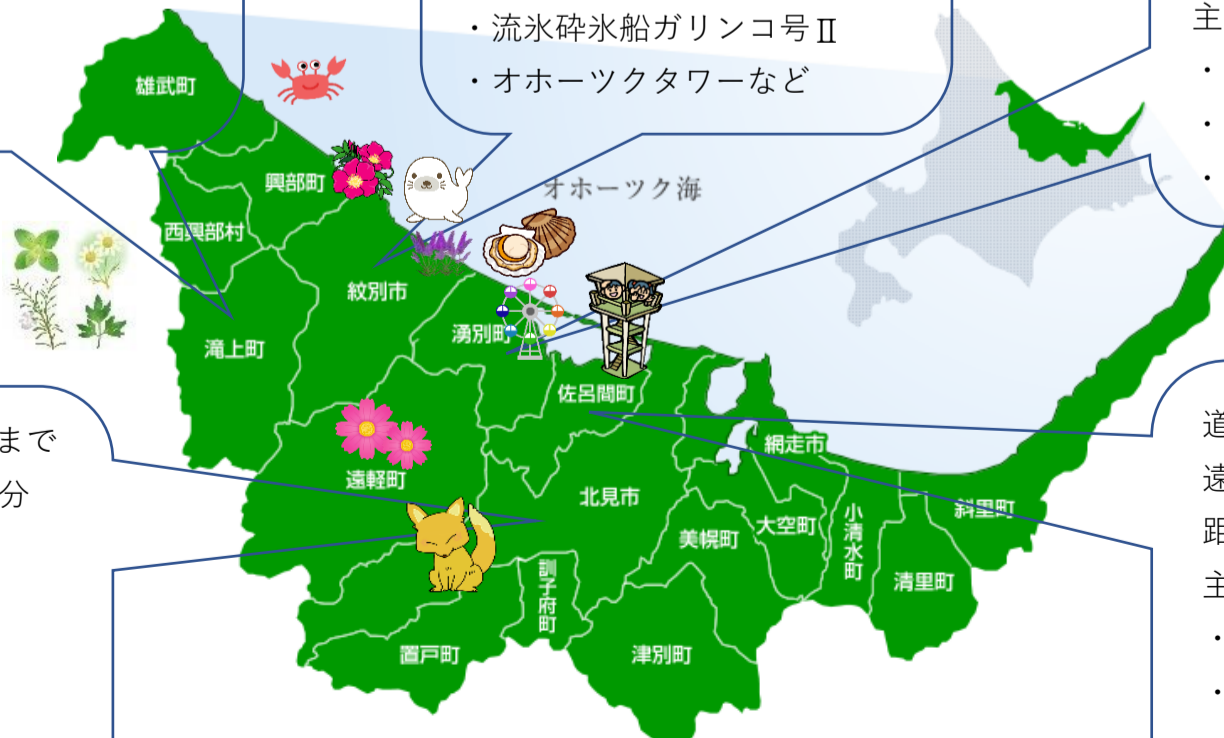 ・流氷砕氷船ガリンコ号Ⅱ
・オホーツクタワーなど
主
・
・
・
雄武町
興部町
オホーツク海
西興部村
紋別市
湧別町
滝上町
佐呂間町
まで
分
遠軽町
網走市
北見市
斜里町
大空町
小清水町
美幌町
清里町
訓子府町
置戸町
津別町
道
遠
距
主
・
・